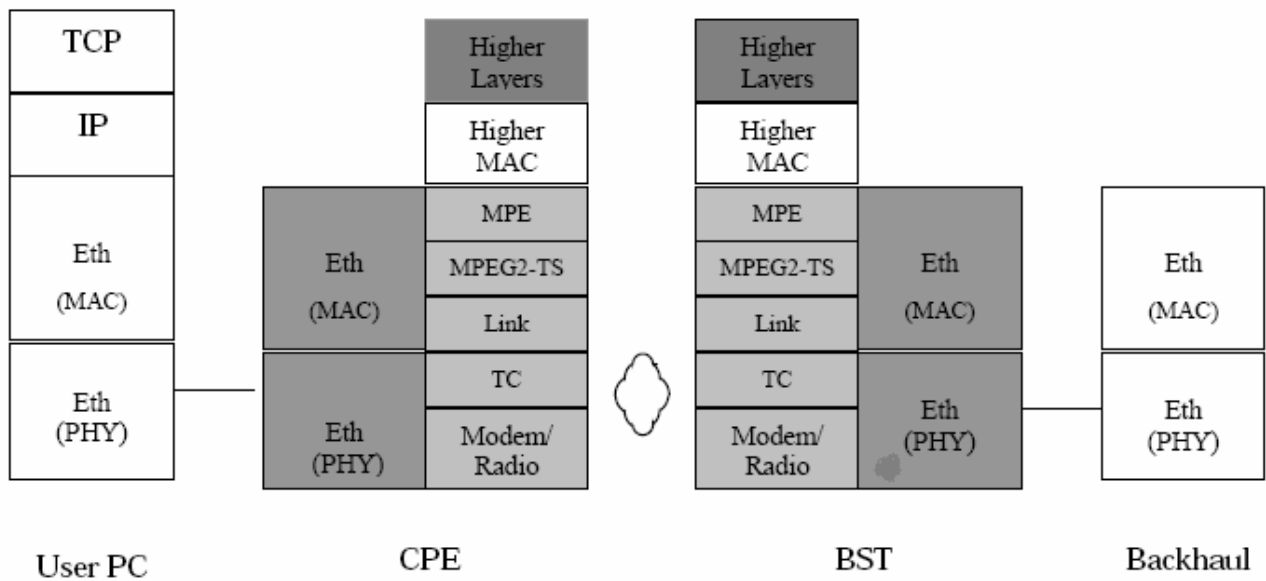 TCP
IP
Eth
(MAC)
Eth
(PHY)
User PC
Higher
Layers
Higher
MAC
Eth
(MAC)
Eth
(PHY)
MPE
MPEG2-TS
Link
TC
Modem/
Radio
CPE
Higher
Layers
Higher
MAC
MPE
MPEG2-TS
Link
TC
Modem/
Radio
Eth
(MAC)
Eth
(PHY)
BST
Eth
(MAC)
Eth
(PHY)
Backhaul